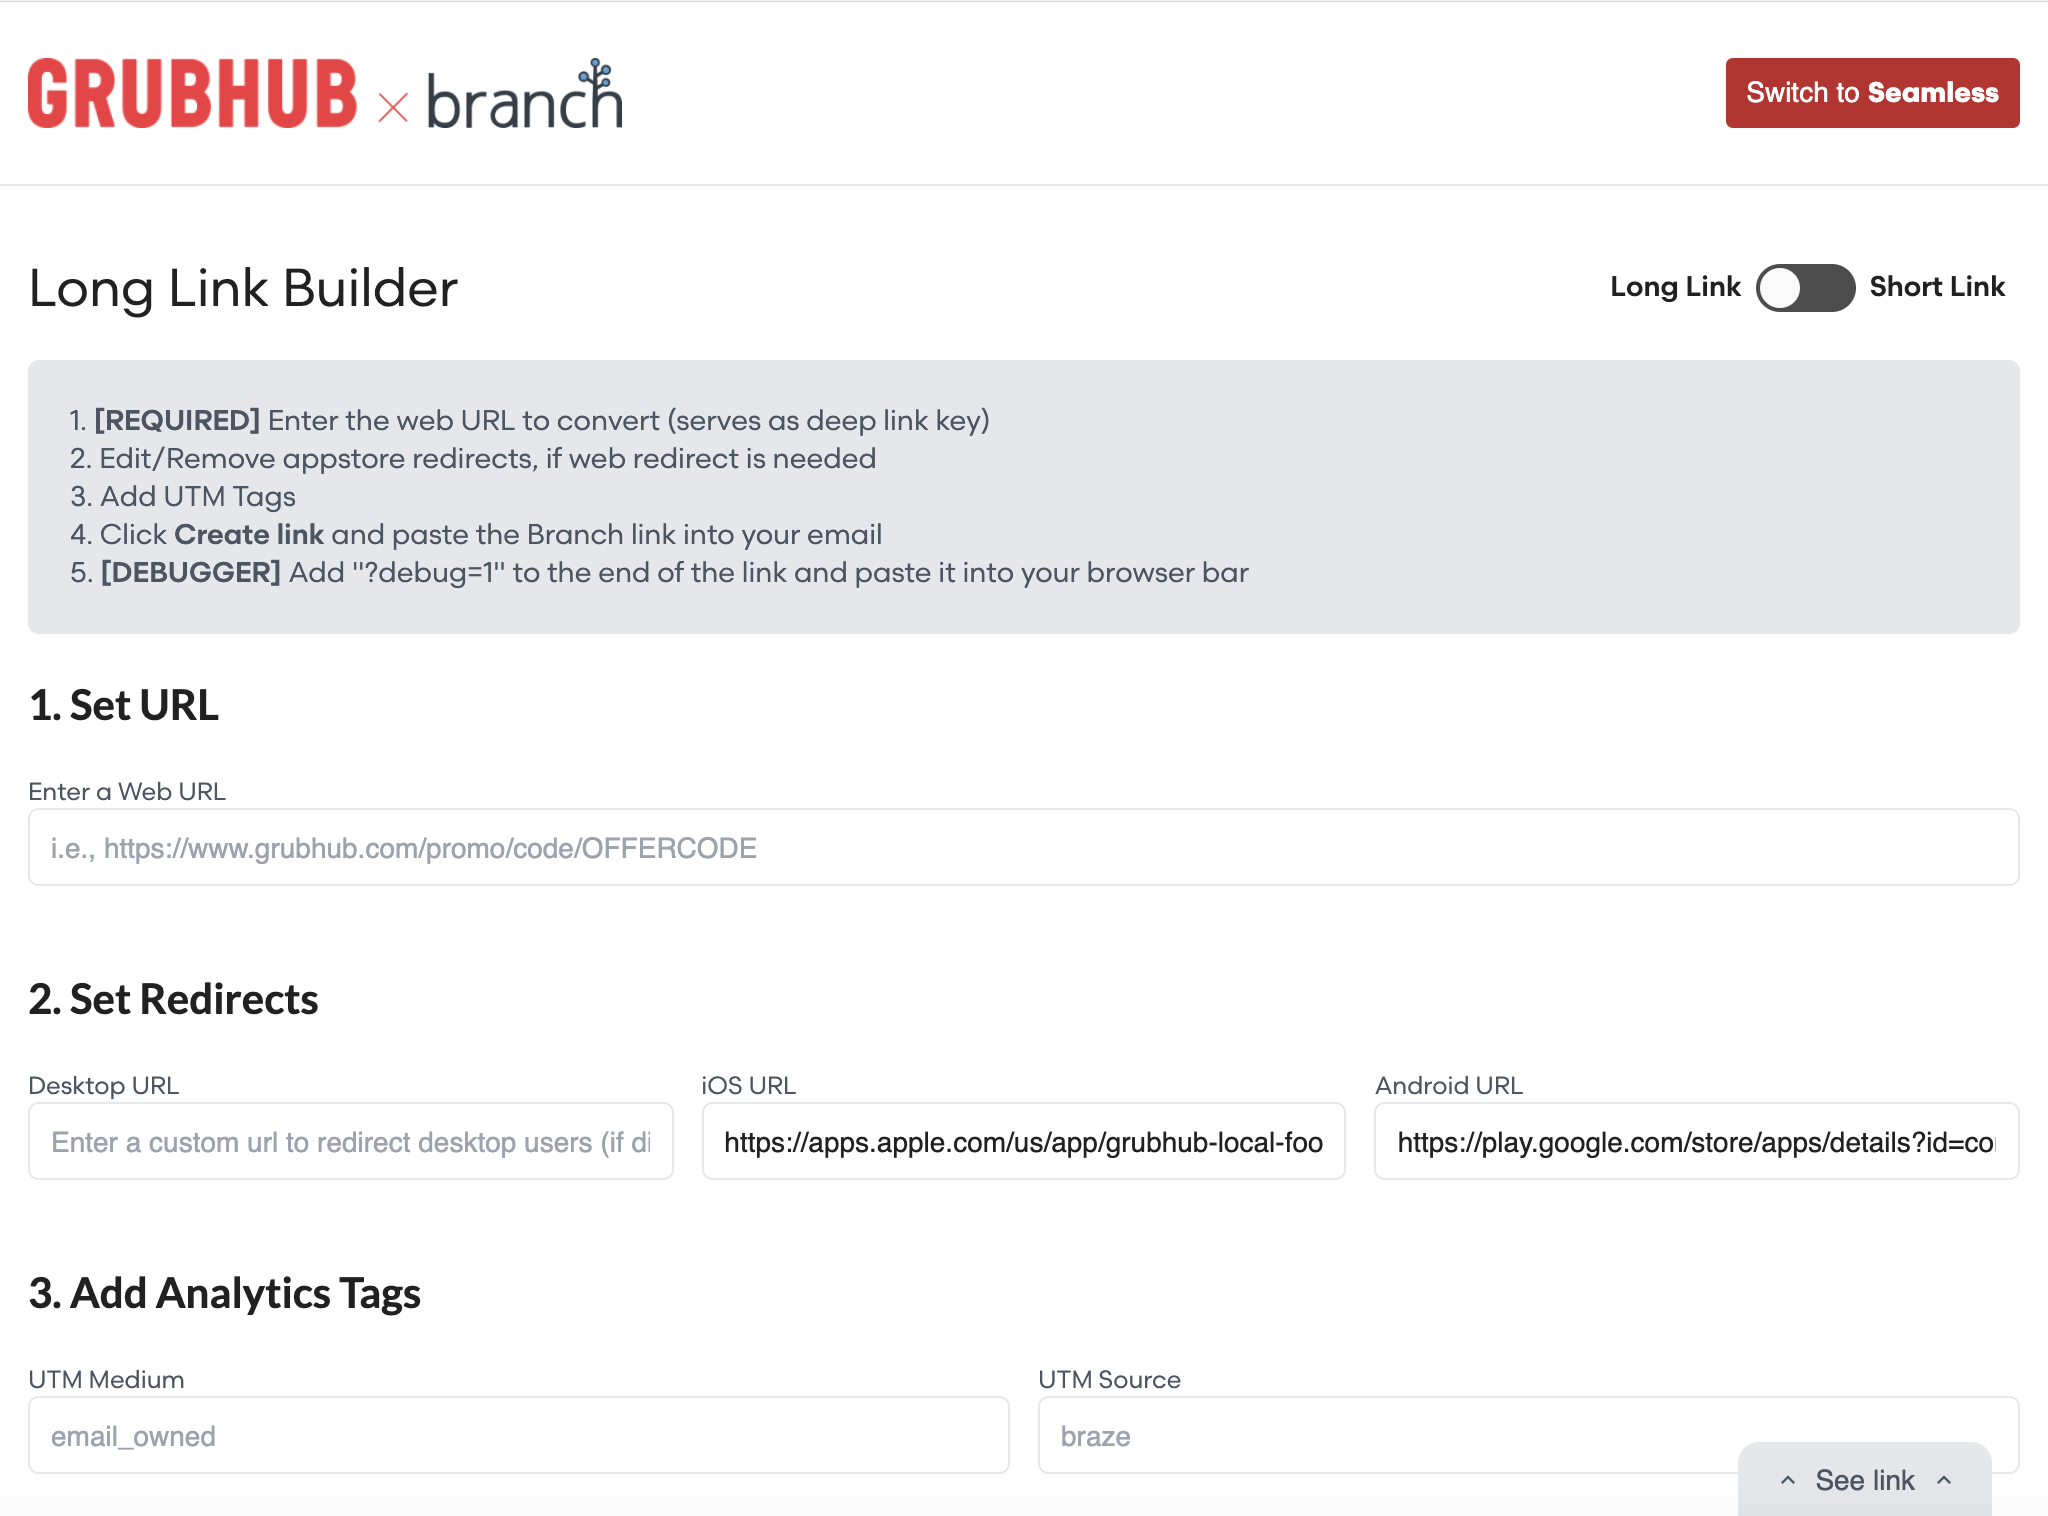 GRUBHUB × branch
Switch to Seamless
Long Link Builder
Long Link
Short Link
1. [REQUIRED] Enter the web URL to convert (serves as deep link key)
2. Edit/Remove appstore redirects, if web redirect is needed
3. Add UTM Tags
4. Click Create link and paste the Branch link into your email
5. [DEBUGGER] Add "?debug=1" to the end of the link and paste it into your browser bar
1. Set URL
Enter a Web URL
i.e., https://www.grubhub.com/promo/code/OFFERCODE
2. Set Redirects
Desktop URL
Enter a custom url to redirect desktop users (if di
iOS URL
https://apps.apple.com/us/app/grubhub-local-foo
Android URL
https://play.google.com/store/apps/details?id=co
3. Add Analytics Tags
UTM Medium
email_owned
UTM Source
braze
See link